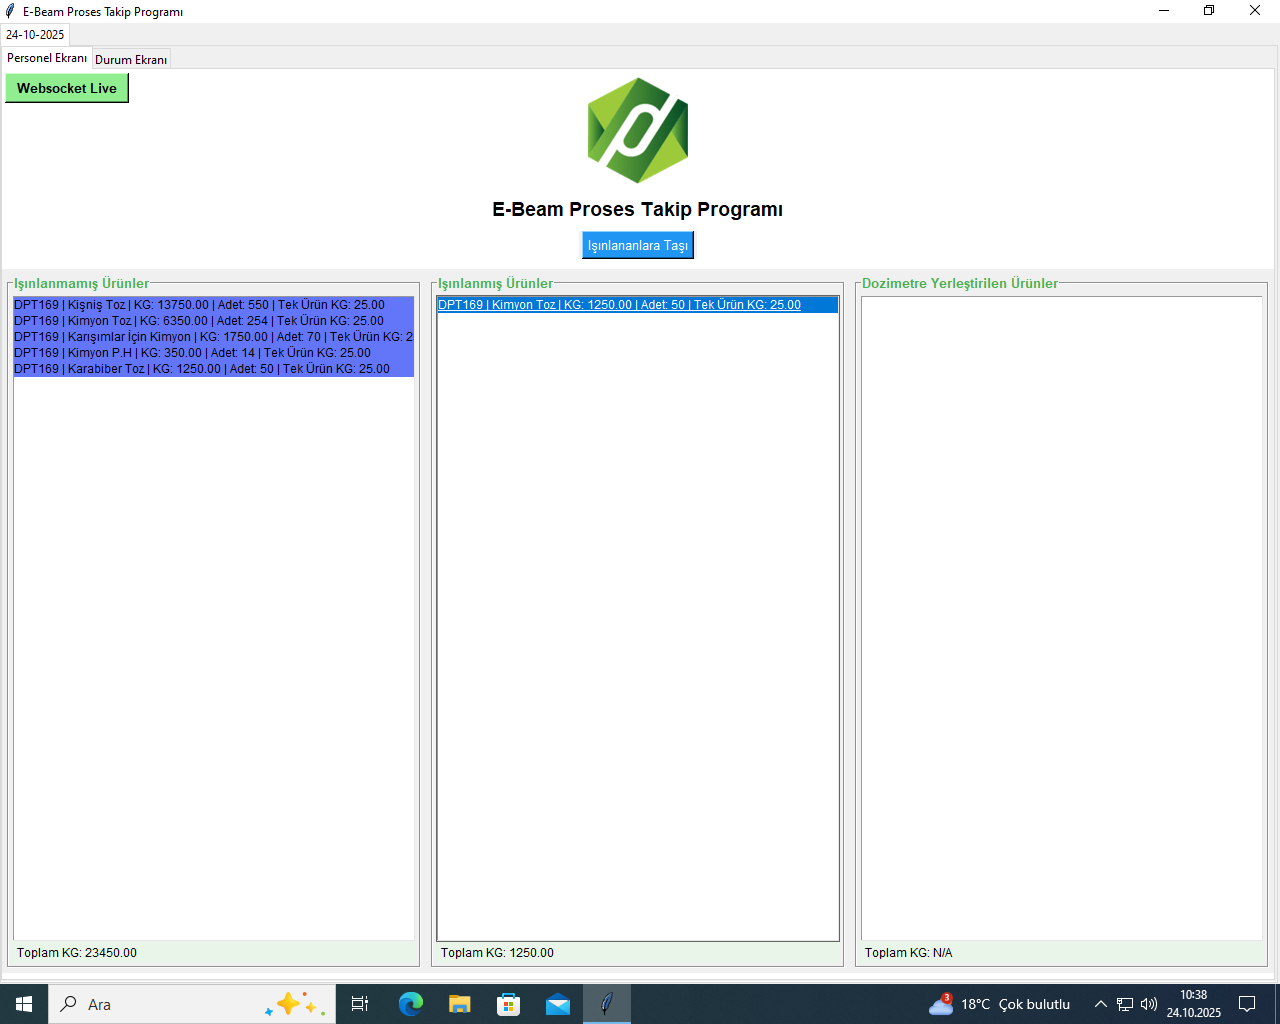 E-Beam Proses Takip Programı
24-10-2025
Personel Ekranı
Durum Ekranı
Websocket Live
E-Beam Proses Takip Programı
Işınlananlara Taşı
Işınlanmamış Ürünler
DPT169 | Kişniş Toz | KG: 13750.00 | Adet: 550 | Tek Ürün KG: 25.00
DPT169 | Kimyon Toz | KG: 6350.00 | Adet: 254 | Tek Ürün KG: 25.00
DPT169 | Karışımlar İçin Kimyon | KG: 1750.00 | Adet: 70 | Tek Ürün KG: 2
DPT169 | Kimyon P.H | KG: 350.00 | Adet: 14 | Tek Ürün KG: 25.00
DPT169 | Karabiber Toz | KG: 1250.00 | Adet: 50 | Tek Ürün KG: 25.00
Toplam KG: 23450.00
Işınlanmış Ürünler
DPT169 | Kimyon Toz | KG: 1250.00 | Adet: 50 | Tek Ürün KG: 25.00
Toplam KG: 1250.00
Dozimetre Yerleştirilen Ürünler
Toplam KG: N/A
Ara
3
18°C Çok bulutlu
10:38
24.10.2025